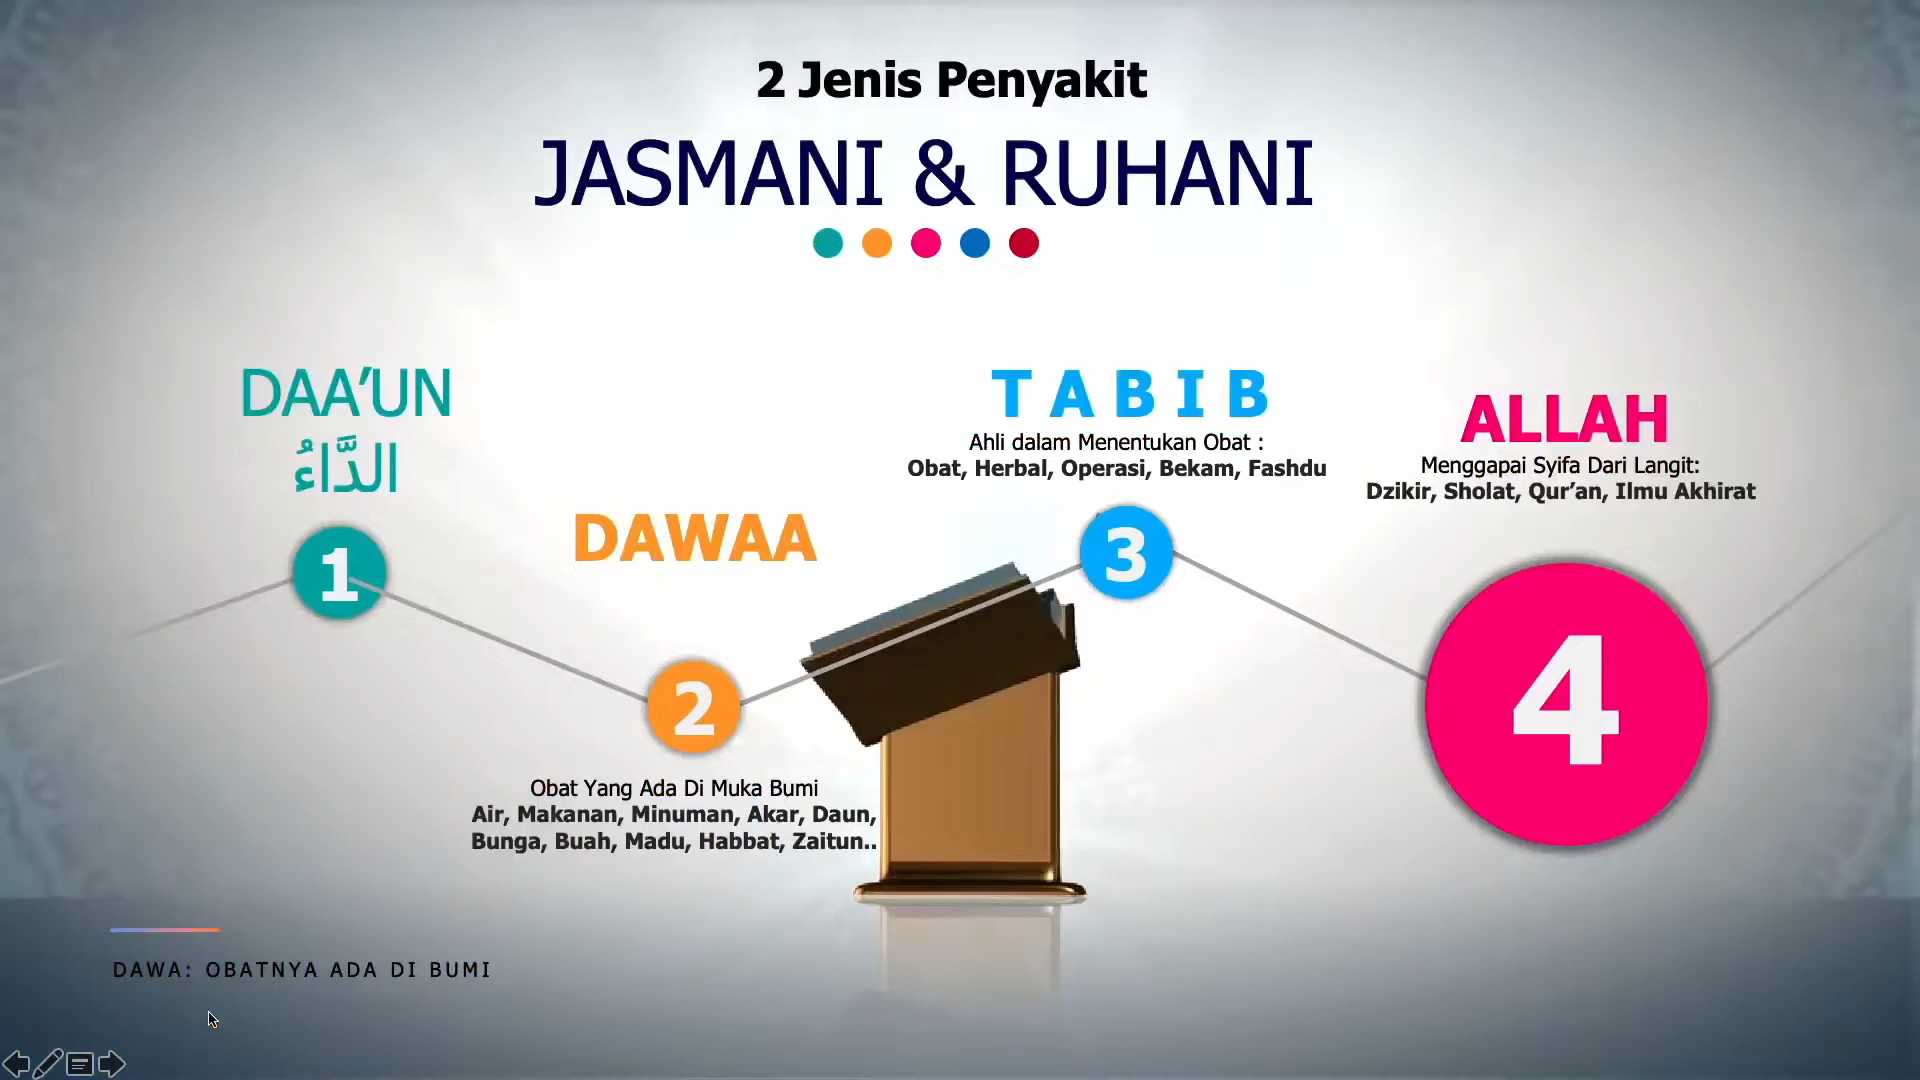 2 Jenis Penyakit
JASMANI & RUHANI
DAA’UN
الدَّاءُ
1
DAWAA
2
Obat Yang Ada Di Muka Bumi
Air, Makanan, Minuman, Akar, Daun,
Bunga, Buah, Madu, Habbat, Zaitun..
T A B I B
Ahli dalam Menentukan Obat :
Obat, Herbal, Operasi, Bekam, Fashdu
3
ALLAH
Menggapai Syifa Dari Langit:
Dzikir, Sholat, Qur’an, Ilmu Akhirat
4
DAWA: OBATNYA ADA DI BUMI